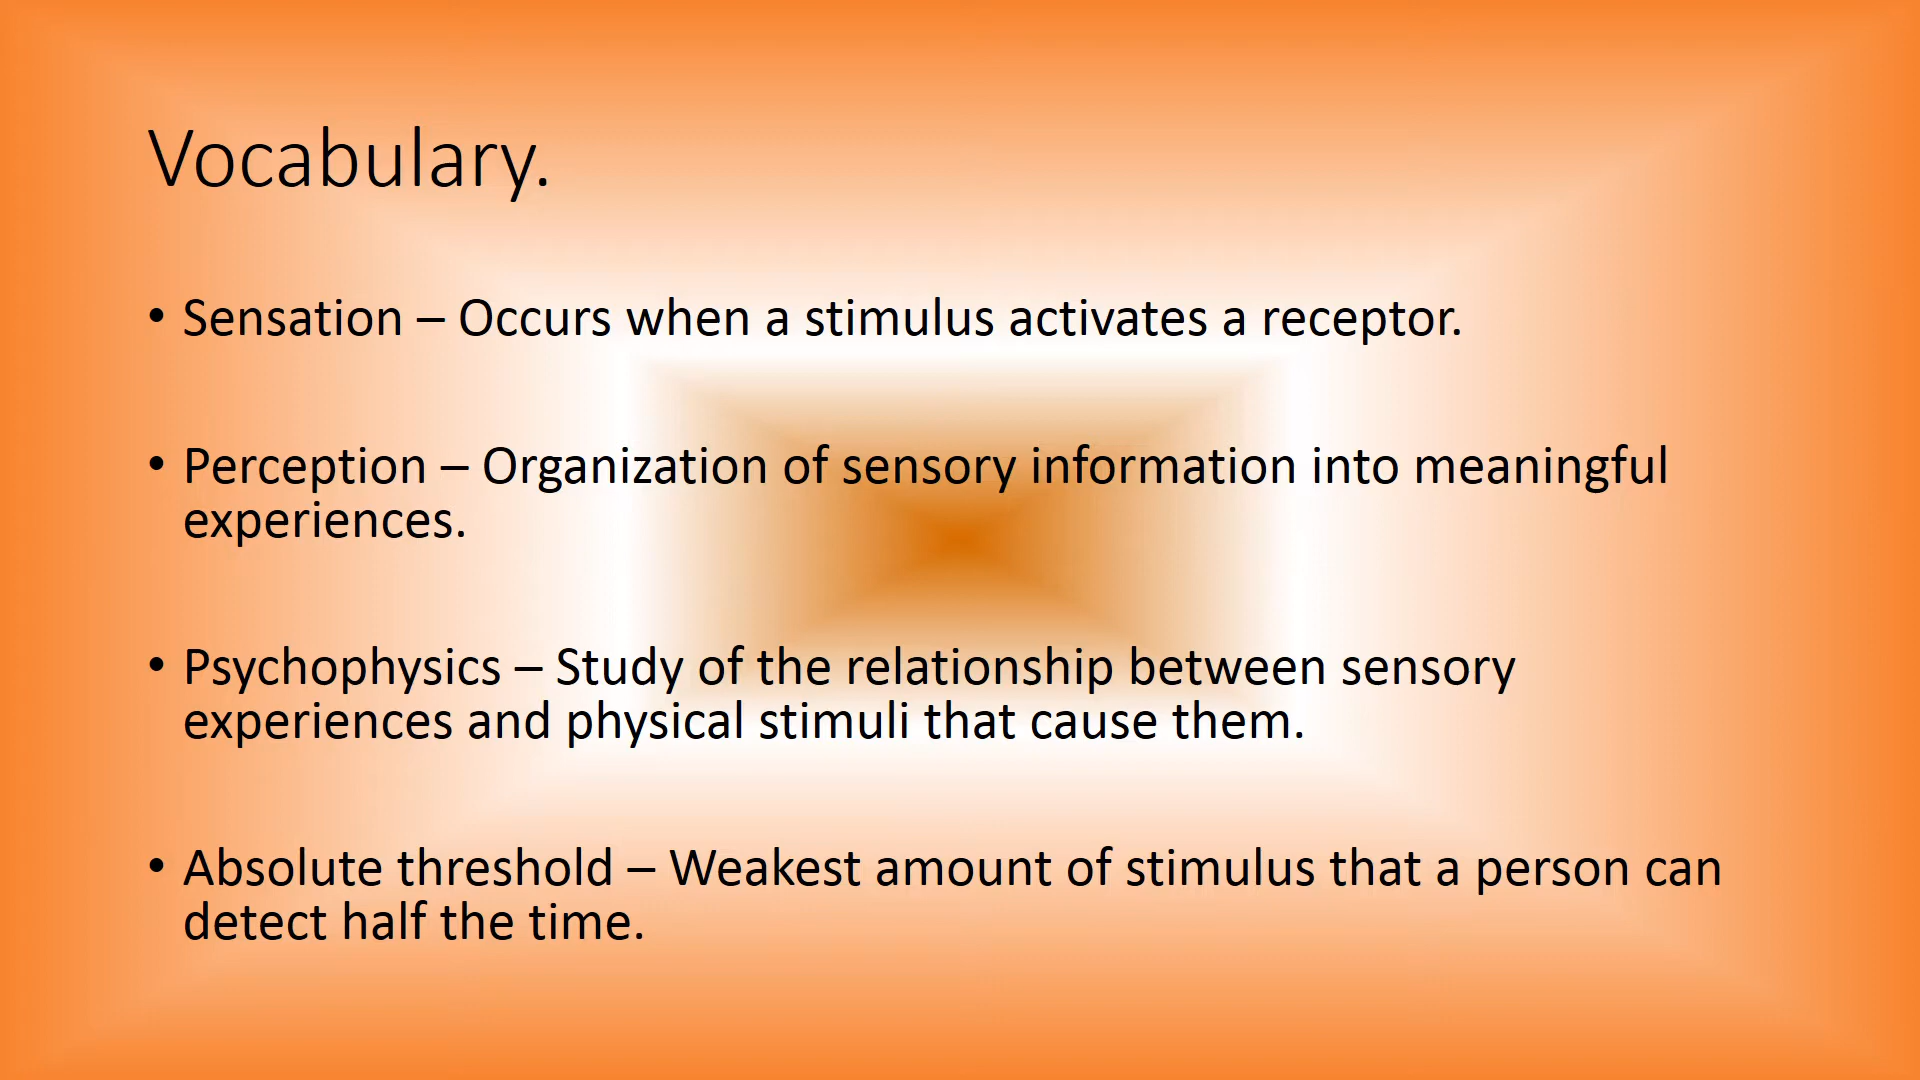 Vocabulary.
• Sensation – Occurs when a stimulus activates a receptor.
• Perception – Organization of sensory information into meaningful
experiences.
• Psychophysics – Study of the relationship between sensory
experiences and physical stimuli that cause them.
• Absolute threshold – Weakest amount of stimulus that a person can
detect half the time.